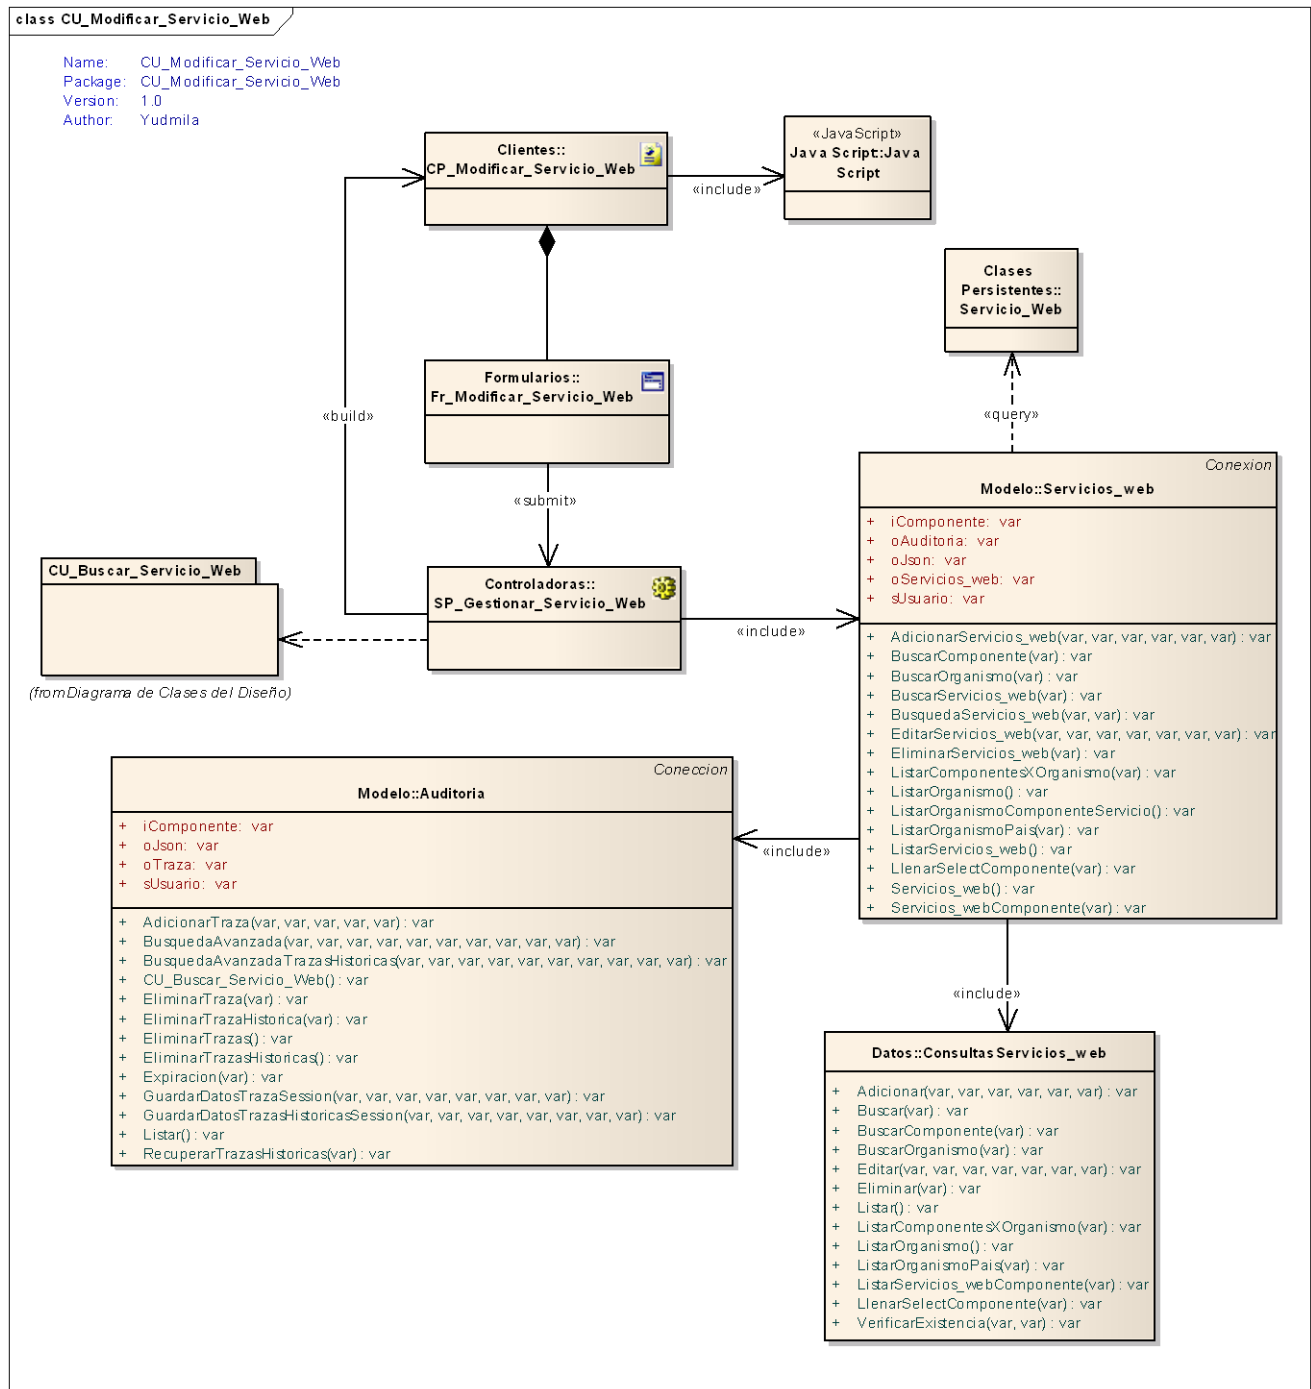 class CU_Modificar_Servicio_Web
Name: CU_Modificar_Servicio_Web
Package: CU_Modificar_Servicio_Web
Version: 1.0
Author: Yudmila
Clientes::
CP_Modificar_Servicio_Web
«include»
«JavaScript»
Java Script::Java
Script
Clases
Persistentes::
Servicio_Web
Formularios::
Fr_Modificar_Servicio_Web
«build»
«query»
«submit»
Conexion
Modelo::Servicios_web
+ iComponente: var
+ oAuditoria: var
+ oJson: var
+ oServicios_web: var
+ sUsuario: var
+ AdicionarServicios_web(var, var, var, var, var, var) : var
+ BuscarComponente(var) : var
+ BuscarOrganismo(var) : var
+ BuscarServicios_web(var) : var
+ BusquedaServicios_web(var, var) : var
+ EditarServicios_web(var, var, var, var, var, var, var) : var
+ EliminarServicios_web(var) : var
+ ListarComponentesXOrganismo(var) : var
+ ListarOrganismo() : var
+ ListarOrganismoComponenteServicio() : var
+ ListarOrganismoPais(var) : var
+ ListarServicios_web() : var
+ LlenarSelectComponente(var) : var
+ Servicios_web() : var
+ Servicios_webComponente(var) : var
CU_Buscar_Servicio_Web
(from Diagrama de Clases del Diseño)
Controladoras::
SP_Gestionar_Servicio_Web
«include»
Coneccion
Modelo::Auditoria
+ iComponente: var
+ oJson: var
+ oTraza: var
+ sUsuario: var
+ AdicionarTraza(var, var, var, var, var) : var
+ BusquedaAvanzada(var, var, var, var, var, var, var, var, var) : var
+ BusquedaAvanzadaTrazasHistoricas(var, var, var, var, var, var, var, var, var) : var
+ CU_Buscar_Servicio_Web() : var
+ EliminarTraza(var) : var
+ EliminarTrazaHistorica(var) : var
+ EliminarTrazas() : var
+ EliminarTrazasHistoricas() : var
+ Expiracion(var) : var
+ GuardarDatosTrazaSession(var, var, var, var, var, var, var, var) : var
+ GuardarDatosTrazasHistoricasSession(var, var, var, var, var, var, var, var) : var
+ Listar() : var
+ RecuperarTrazasHistoricas(var) : var
«include»
«include»
Datos::ConsultasServicios_web
+ Adicionar(var, var, var, var, var, var) : var
+ Buscar(var) : var
+ BuscarComponente(var) : var
+ BuscarOrganismo(var) : var
+ Editar(var, var, var, var, var, var, var) : var
+ Eliminar(var) : var
+ Listar() : var
+ ListarComponentesXOrganismo(var) : var
+ ListarOrganismo() : var
+ ListarOrganismoPais(var) : var
+ ListarServicios_webComponente(var) : var
+ LlenarSelectComponente(var) : var
+ VerificarExistencia(var, var) : var